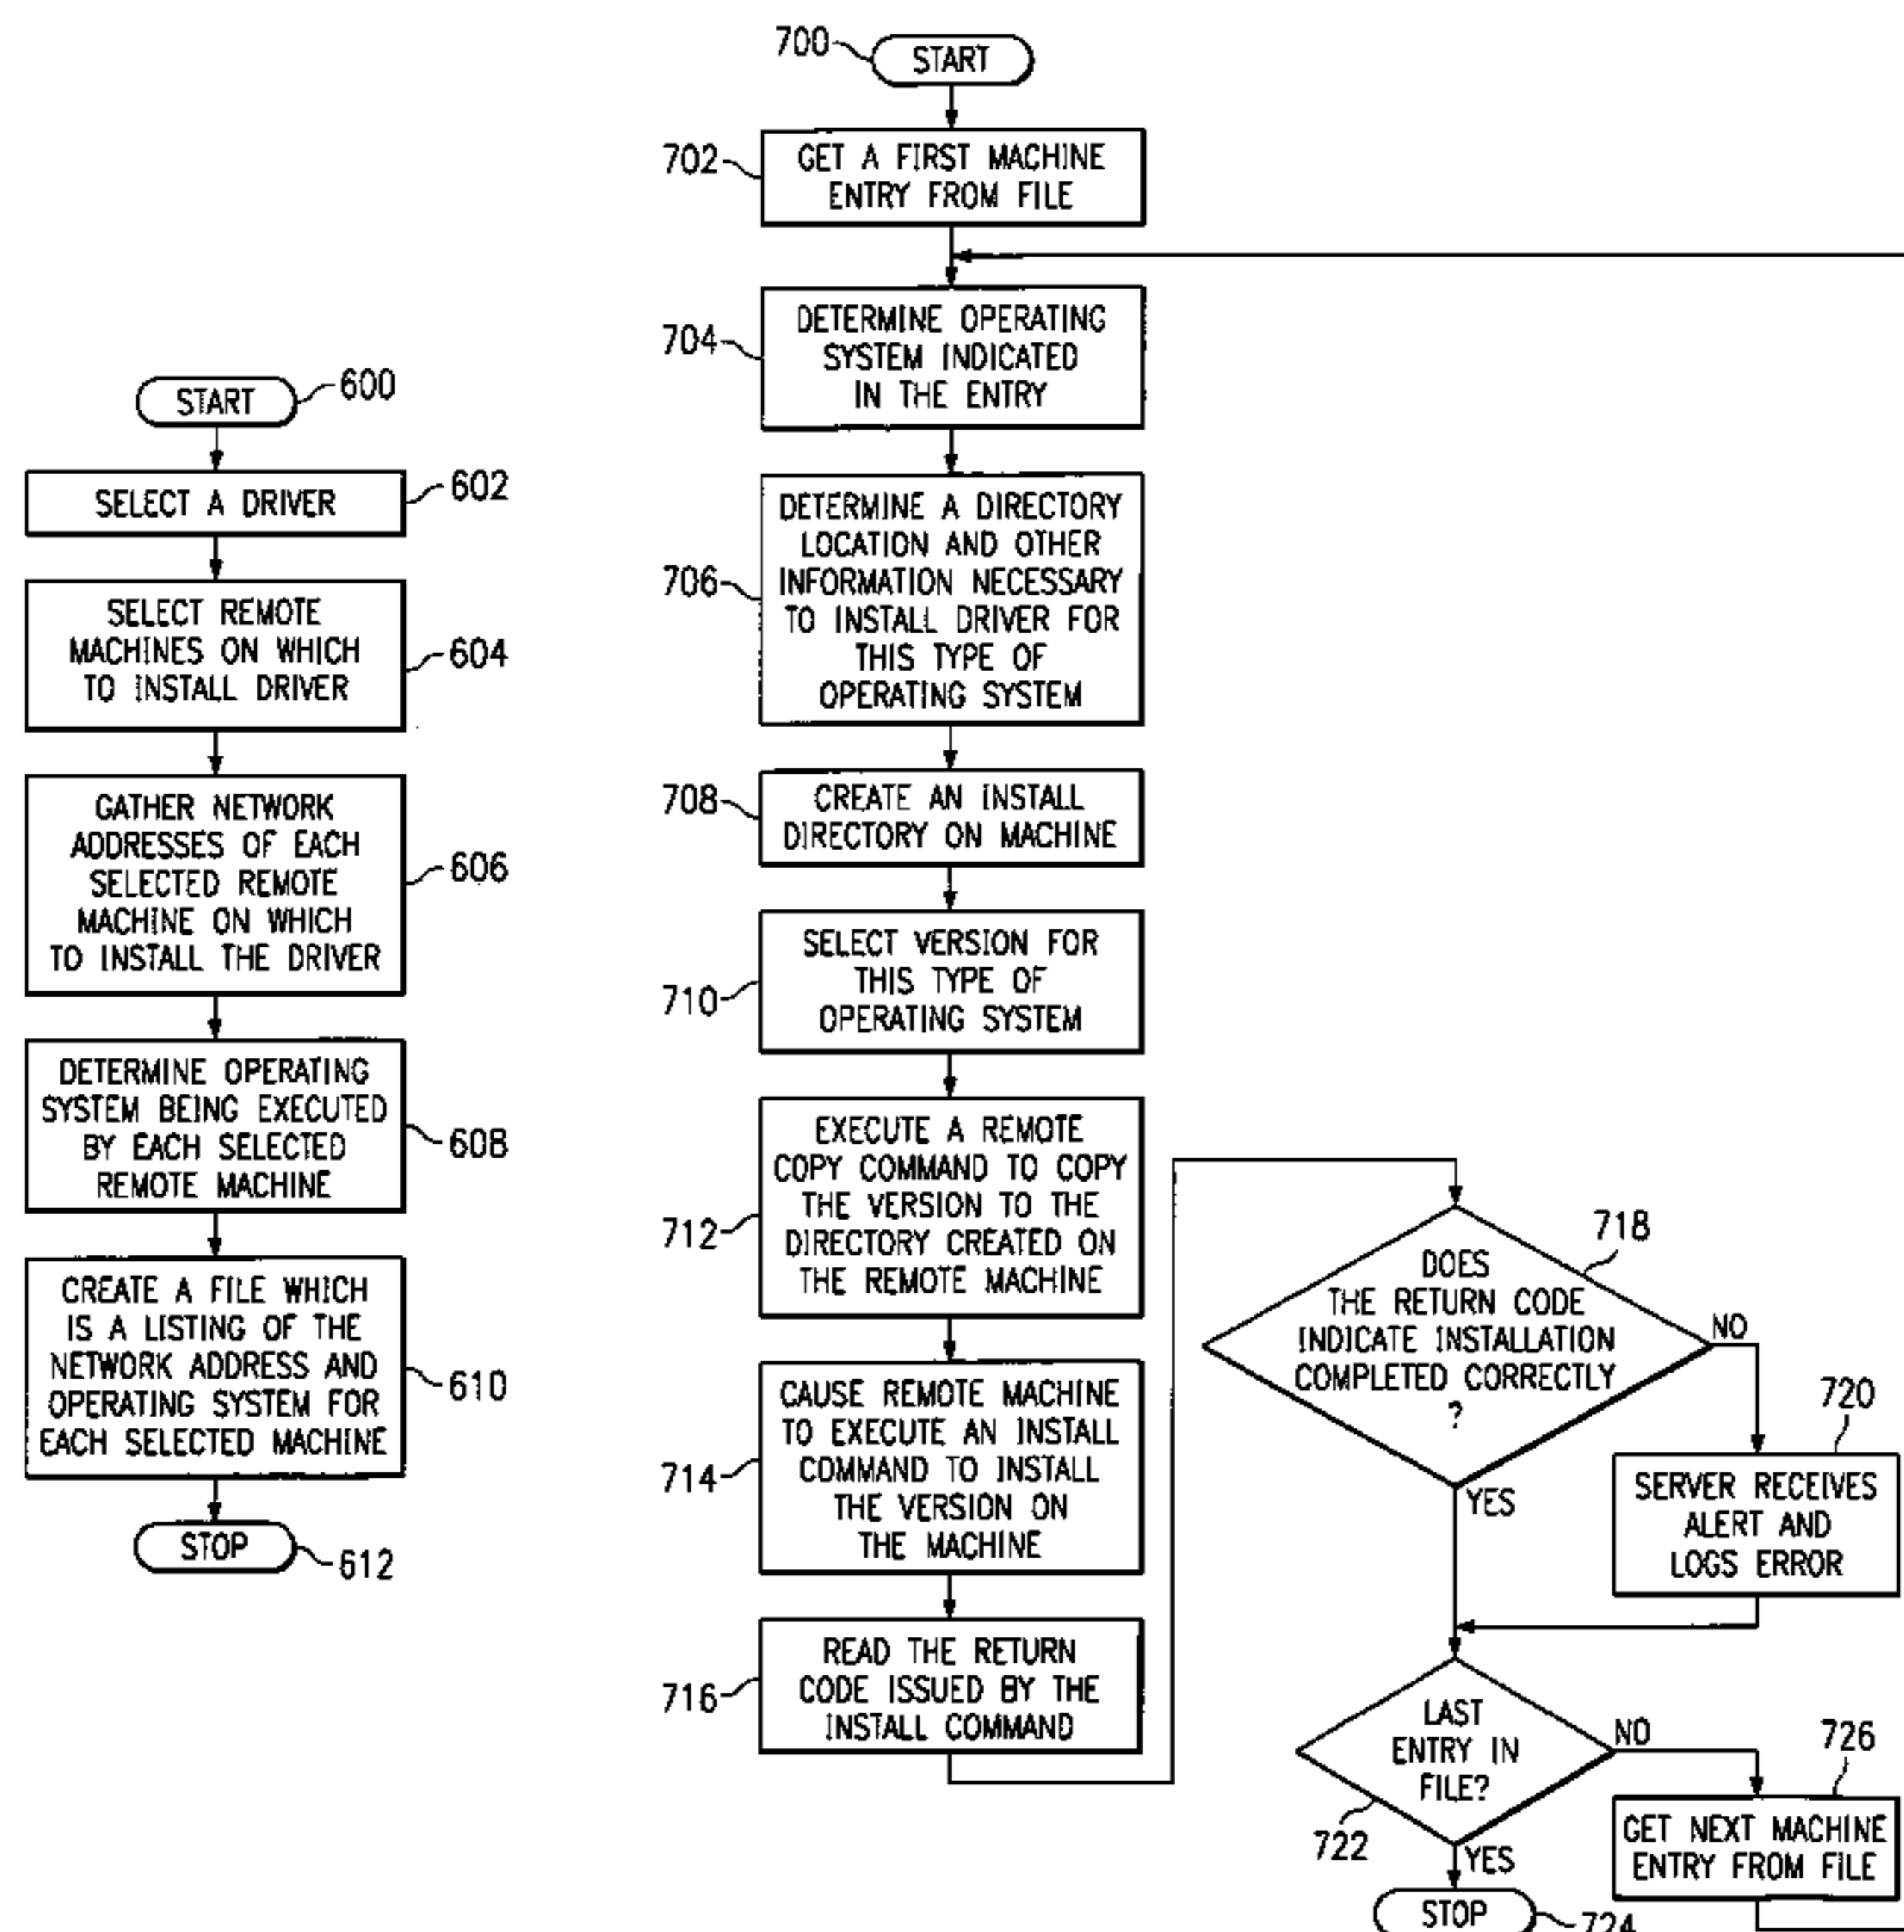 START
600
SELECT A DRIVER
602
SELECT REMOTE
MACHINES ON WHICH
TO INSTALL DRIVER
604
GATHER NETWORK
ADDRESSES OF EACH
SELECTED REMOTE
MACHINE ON WHICH
TO INSTALL THE DRIVER
606
DETERMINE OPERATING
SYSTEM BEING EXECUTED
BY EACH SELECTED
REMOTE MACHINE
608
CREATE A FILE WHICH
IS A LISTING OF THE
NETWORK ADDRESS AND
OPERATING SYSTEM FOR
EACH SELECTED MACHINE
610
STOP
612
700
START
702
GET A FIRST MACHINE
ENTRY FROM FILE
704
DETERMINE OPERATING
SYSTEM INDICATED
IN THE ENTRY
706
DETERMINE A DIRECTORY
LOCATION AND OTHER
INFORMATION NECESSARY
TO INSTALL DRIVER FOR
THIS TYPE OF
OPERATING SYSTEM
708
CREATE AN INSTALL
DIRECTORY ON MACHINE
710
SELECT VERSION FOR
THIS TYPE OF
OPERATING SYSTEM
712
EXECUTE A REMOTE
COPY COMMAND TO COPY
THE VERSION TO THE
DIRECTORY CREATED ON
THE REMOTE MACHINE
714
CAUSE REMOTE MACHINE
TO EXECUTE AN INSTALL
COMMAND TO INSTALL
THE VERSION ON
THE MACHINE
716
READ THE RETURN
CODE ISSUED BY THE
INSTALL COMMAND
718
DOES
THE RETURN CODE
INDICATE INSTALLATION
COMPLETED CORRECTLY
?
NO
YES
720
SERVER RECEIVES
ALERT AND
LOGS ERROR
LAST
ENTRY IN
FILE?
722
NO
YES
726
GET NEXT MACHINE
ENTRY FROM FILE
STOP
724